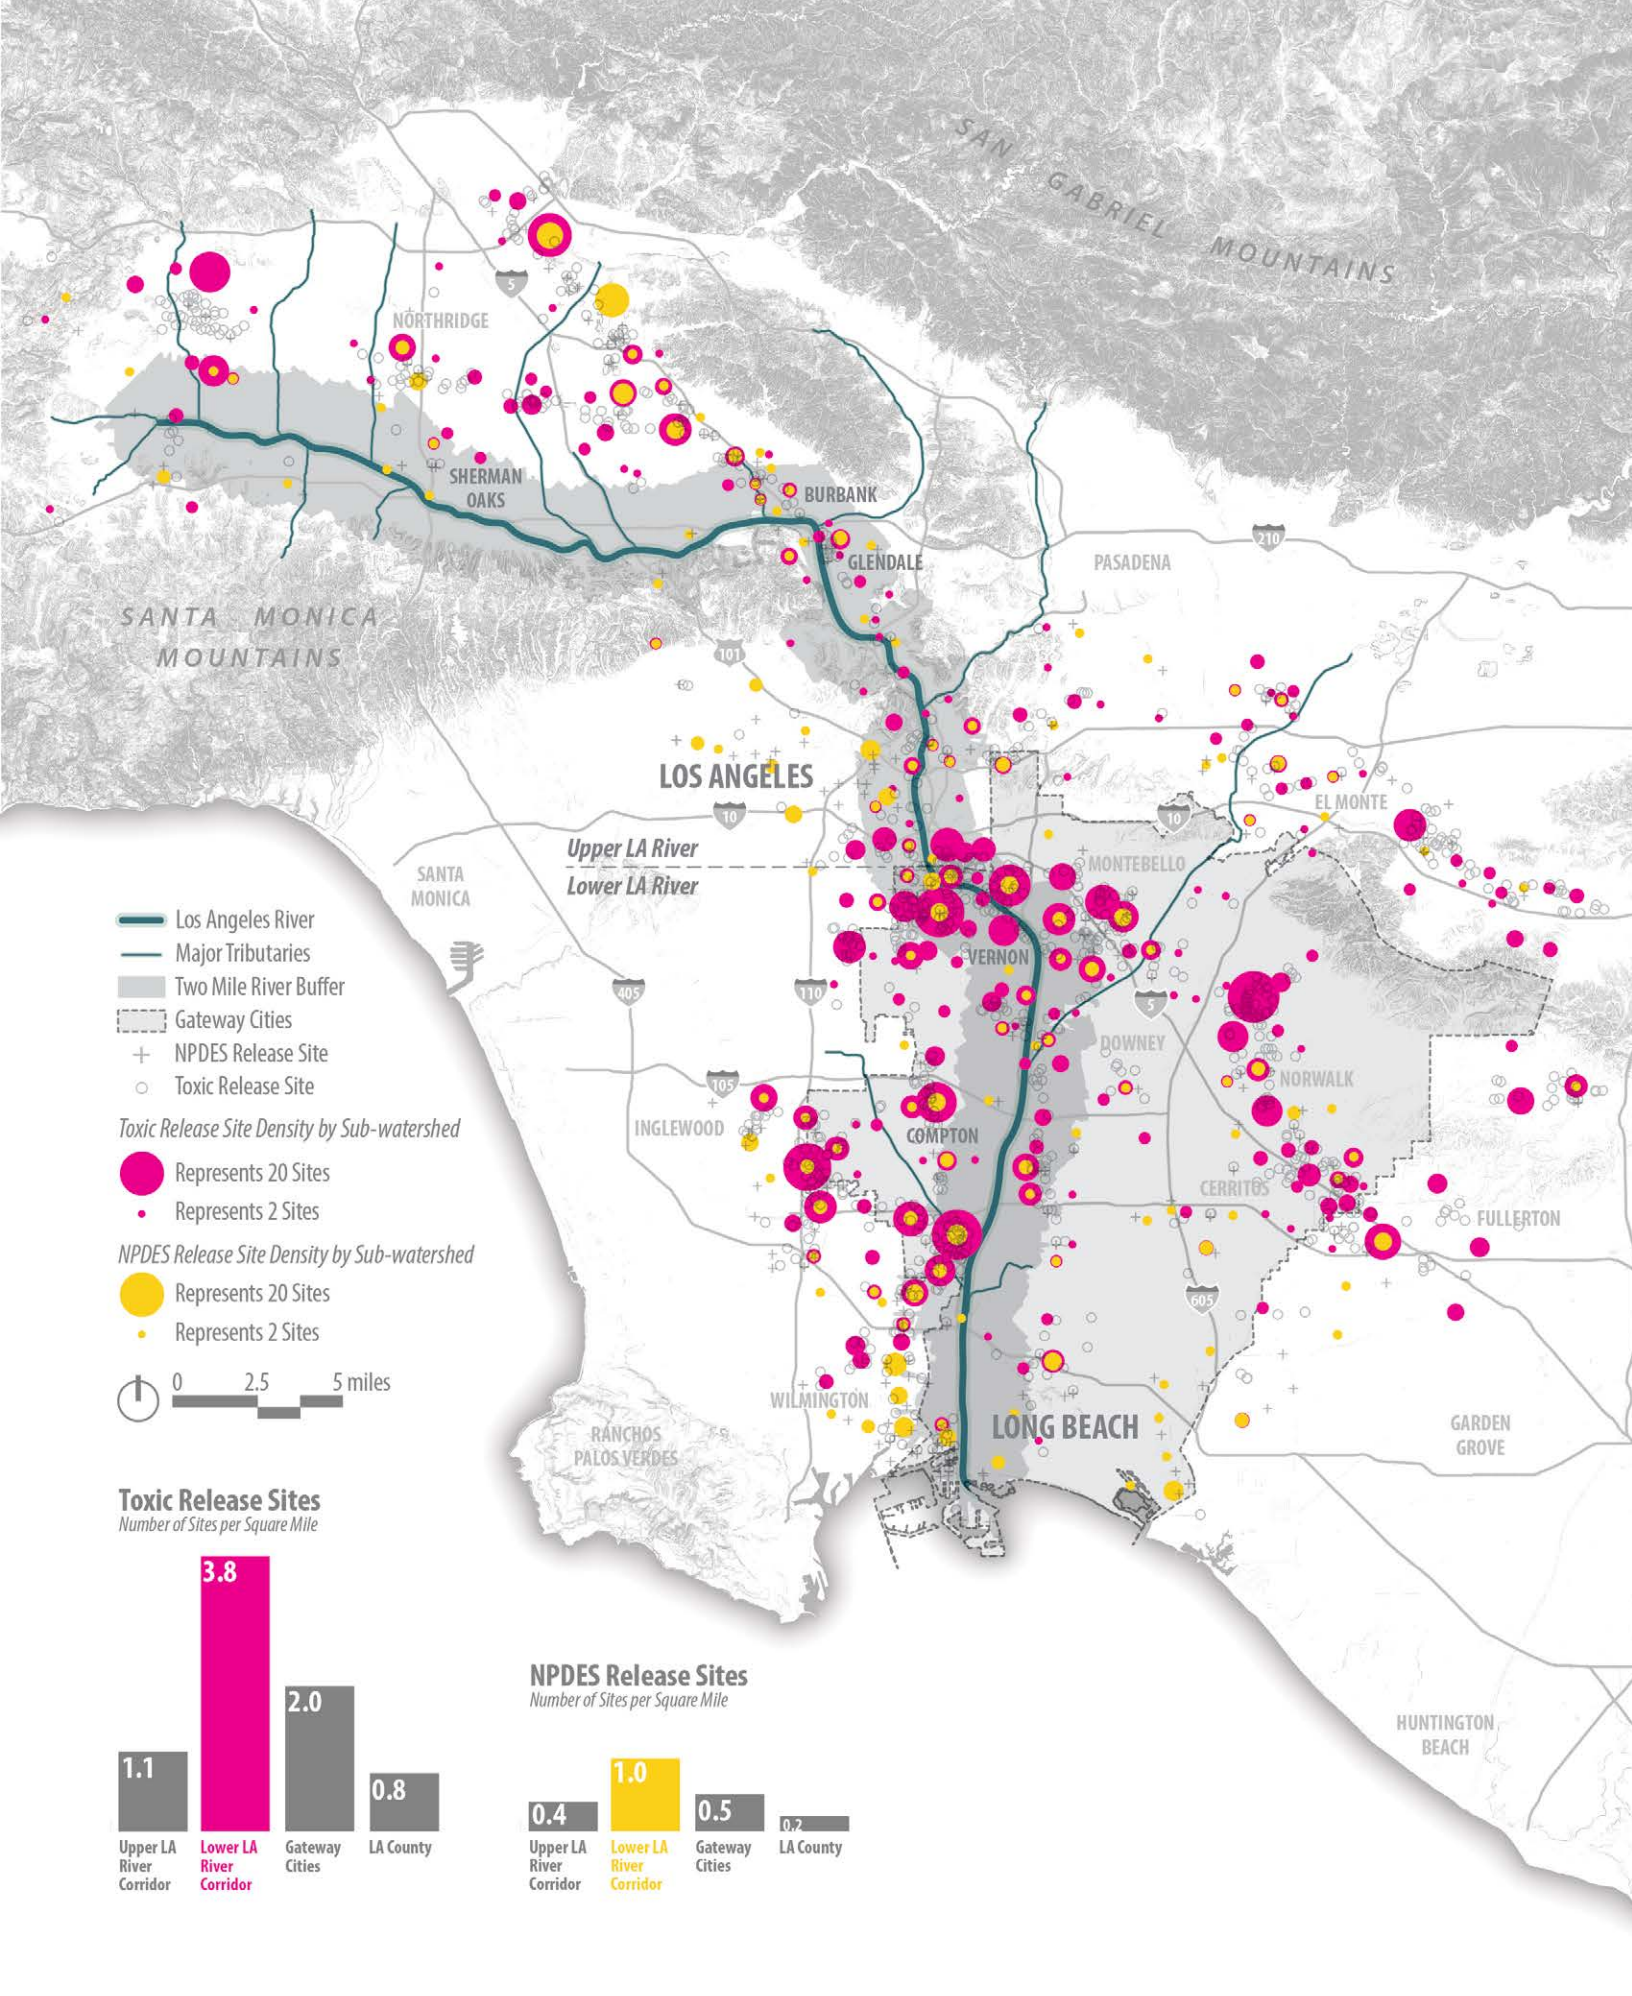 SAN
GABRIEL
MOUNTAINS
5
NORTHRIDGE
SHERMAN
OAKS
BURBANK
GLENDALE
210
PASADENA
SANTA MONICA
MOUNTAINS
101
LOS ANGELES
10
10
EL MONTE
Upper LA River
Lower LA River
MONTEBELLO
SANTA
MONICA
VERNON
405
110
5
DOWNEY
105
NORWALK
INGLEWOOD
COMPTON
CERRITOS
FULLERTON
605
WILMINGTON
LONG BEACH
RANCHOS
PALOS VERDES
GARDEN
GROVE
HUNTINGTON
BEACH
Los Angeles River
Major Tributaries
Two Mile River Buffer
Gateway Cities
NPDES Release Site
Toxic Release Site
Toxic Release Site Density by Sub-watershed
Represents 20 Sites
Represents 2 Sites
NPDES Release Site Density by Sub-watershed
Represents 20 Sites
Represents 2 Sites
0 2.5 5 miles
Toxic Release Sites
Number of Sites per Square Mile
3.8
2.0
1.1
0.8
Upper LA
River
Corridor
Lower LA
River
Corridor
Gateway
Cities
LA County
NPDES Release Sites
Number of Sites per Square Mile
1.0
0.4
0.5
0.2
Upper LA
River
Corridor
Lower LA
River
Corridor
Gateway
Cities
LA County